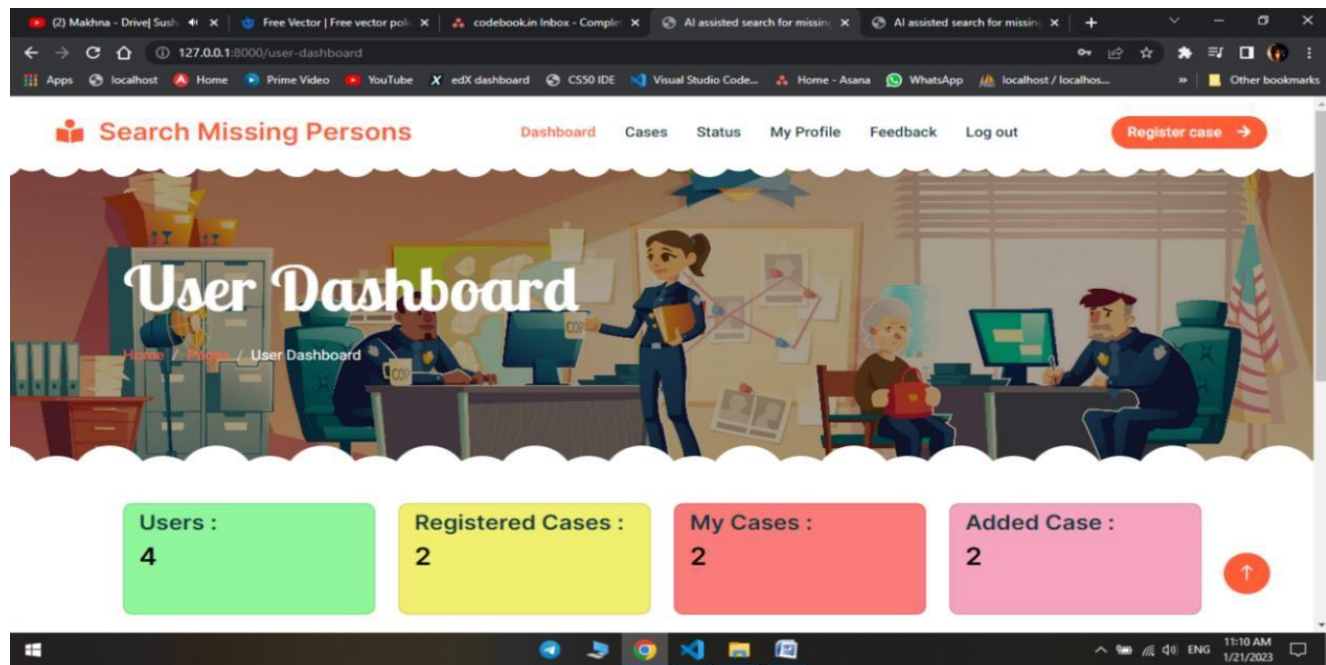 (2) Makhna - Drive| Sush
Free Vector | Free vector poli
codebook.in Inbox - Complet
AI assisted search for missing
AI assisted search for missing
127.0.0.1:8000/user-dashboard
Apps localhost Home Prime Video YouTube edX dashboard CS50 IDE Visual Studio Code... Home - Asana WhatsApp localhost / localhos... » Other bookmarks
Search Missing Persons
Dashboard Cases Status My Profile Feedback Log out
Register case →
User Dashboard
COP
COP
Home / Pages / User Dashboard
Users :
4
Registered Cases :
2
My Cases :
2
Added Case :
2
ENG
11:10 AM
1/21/2023